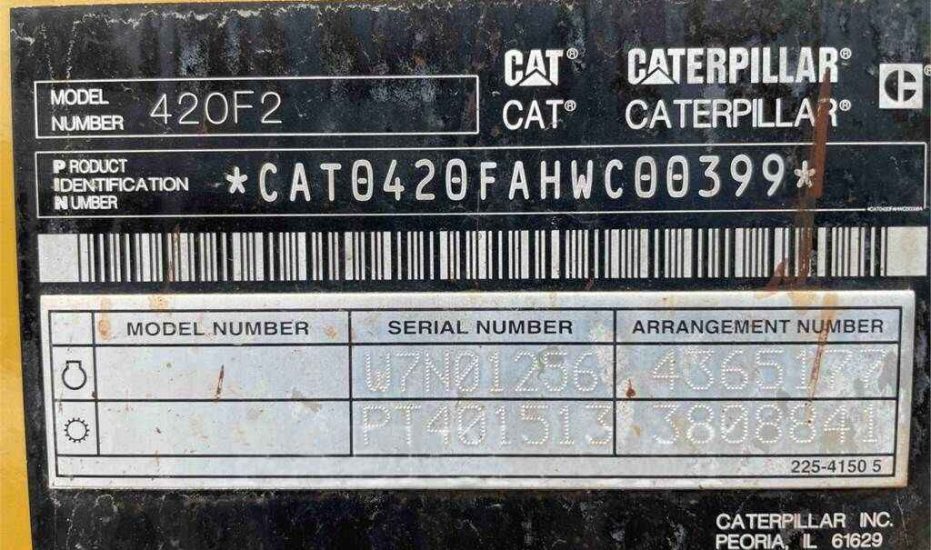 CAT® CATERPILLAR®
MODEL NUMBER 420F2
CAT® CATERPILLAR®
PRODUCT IDENTIFICATION NUMBER *CAT0420FAHWC00399*
MODEL NUMBER SERIAL NUMBER ARRANGEMENT NUMBER
W7N01256 4365177
PT401513 3808841
225-4150 5
CATERPILLAR INC.
PEORIA, IL 61629